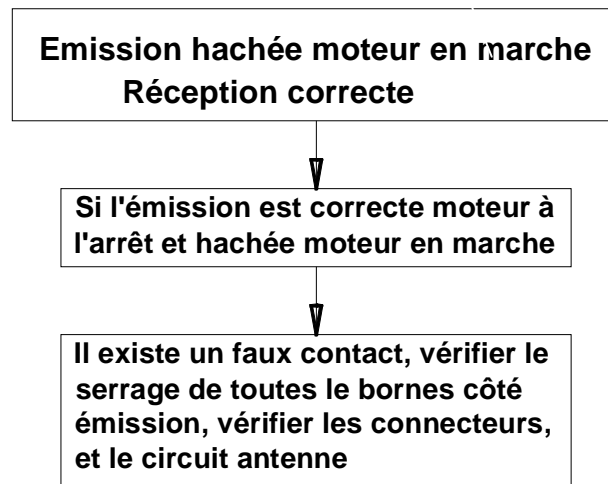 Emission hachée moteur en marche
Réception correcte
Si l'émission est correcte moteur à
l'arrêt et hachée moteur en marche
Il existe un faux contact, vérifier le
serrage de toutes le bornes côté
émission, vérifier les connecteurs,
et le circuit antenne